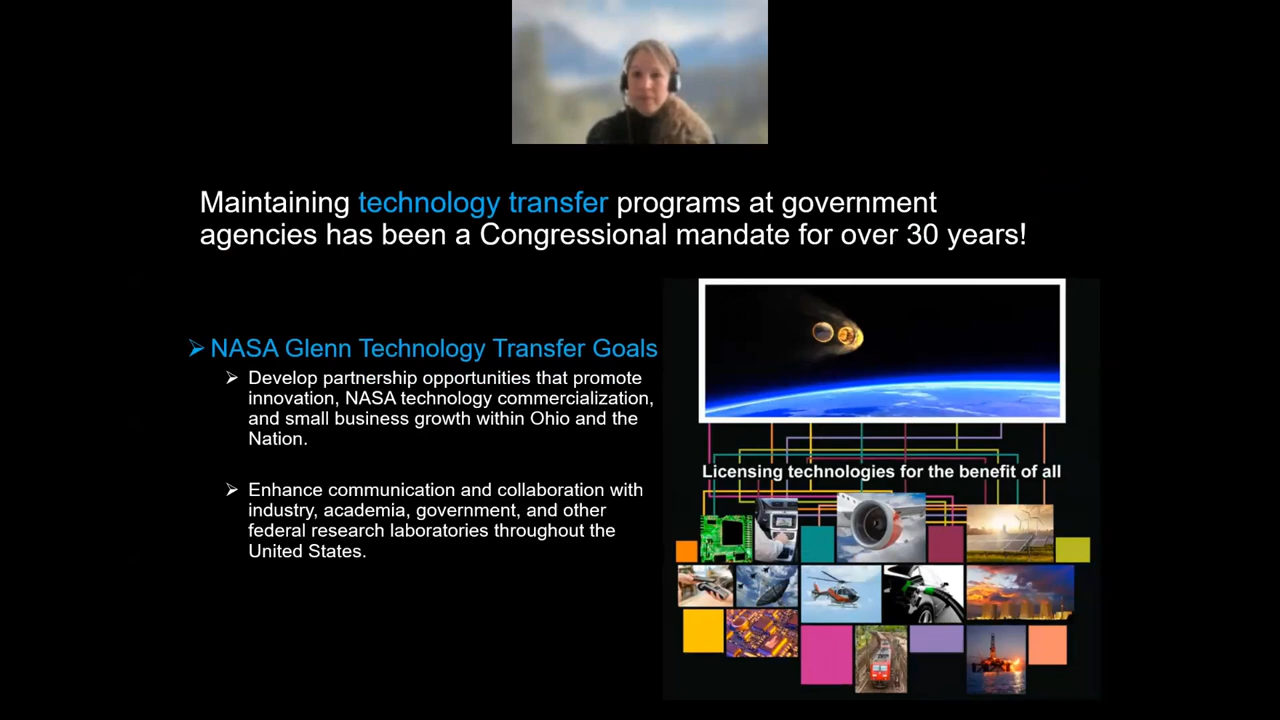 Maintaining technology transfer programs at government
agencies has been a Congressional mandate for over 30 years!
➢ NASA Glenn Technology Transfer Goals
➢ Develop partnership opportunities that promote
innovation, NASA technology commercialization,
and small business growth within Ohio and the
Nation.
➢ Enhance communication and collaboration with
industry, academia, government, and other
federal research laboratories throughout the
United States.
Licensing technologies for the benefit of all